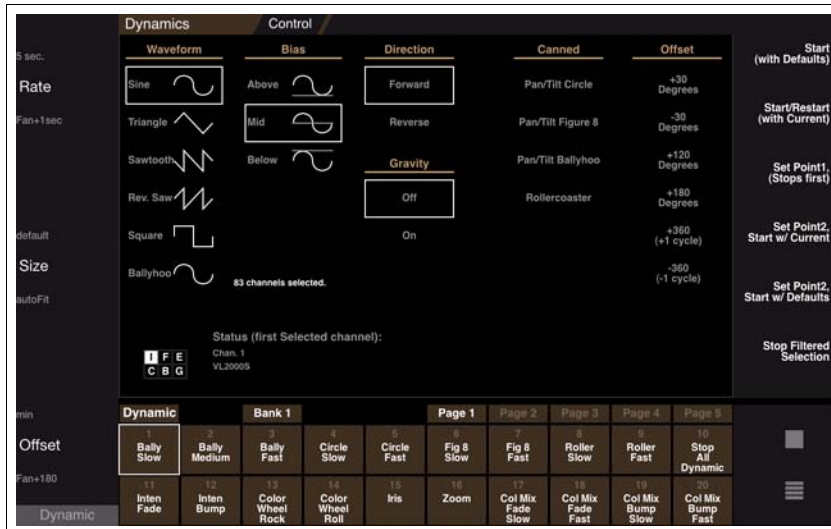 Dynamics Control
Waveform Bias Direction Canned Offset
5 sec.
Rate
Fan+1sec
default
Size
autoFit
min
Offset
Fan+180
Dynamic
Sine
Triangle
Sawtooth
Rev. Saw
Square
Ballyhoo
Above
Mid
Below
Forward
Reverse
Gravity
Off
On
Pan/Tilt Circle
Pan/Tilt Figure 8
Pan/Tilt Ballyhoo
Rollercoaster
+30
Degrees
-30
Degrees
+120
Degrees
+180
Degrees
+360
(+1 cycle)
-360
(-1 cycle)
83 channels selected.
Status (first Selected channel):
I F E
C B G
Chan. 1
VL2000S
Start
(with Defaults)
Start/Restart
(with Current)
Set Point1,
(Stops first)
Set Point2,
Start w/ Current
Set Point2,
Start w/ Defaults
Stop Filtered
Selection
Dynamic Bank 1 Page 1 Page 2 Page 3 Page 4 Page 5
1
Bally
Slow
2
Bally
Medium
3
Bally
Fast
4
Circle
Slow
5
Circle
Fast
6
Fig 8
Slow
7
Fig 8
Fast
8
Roller
Slow
9
Roller
Fast
10
Stop
All
Dynamic
11
Inten
Fade
12
Inten
Bump
13
Color
Wheel
Rock
14
Color
Wheel
Roll
15
Iris
16
Zoom
17
Col Mix
Fade
Slow
18
Col Mix
Fade
Fast
19
Col Mix
Bump
Slow
20
Col Mix
Bump
Fast